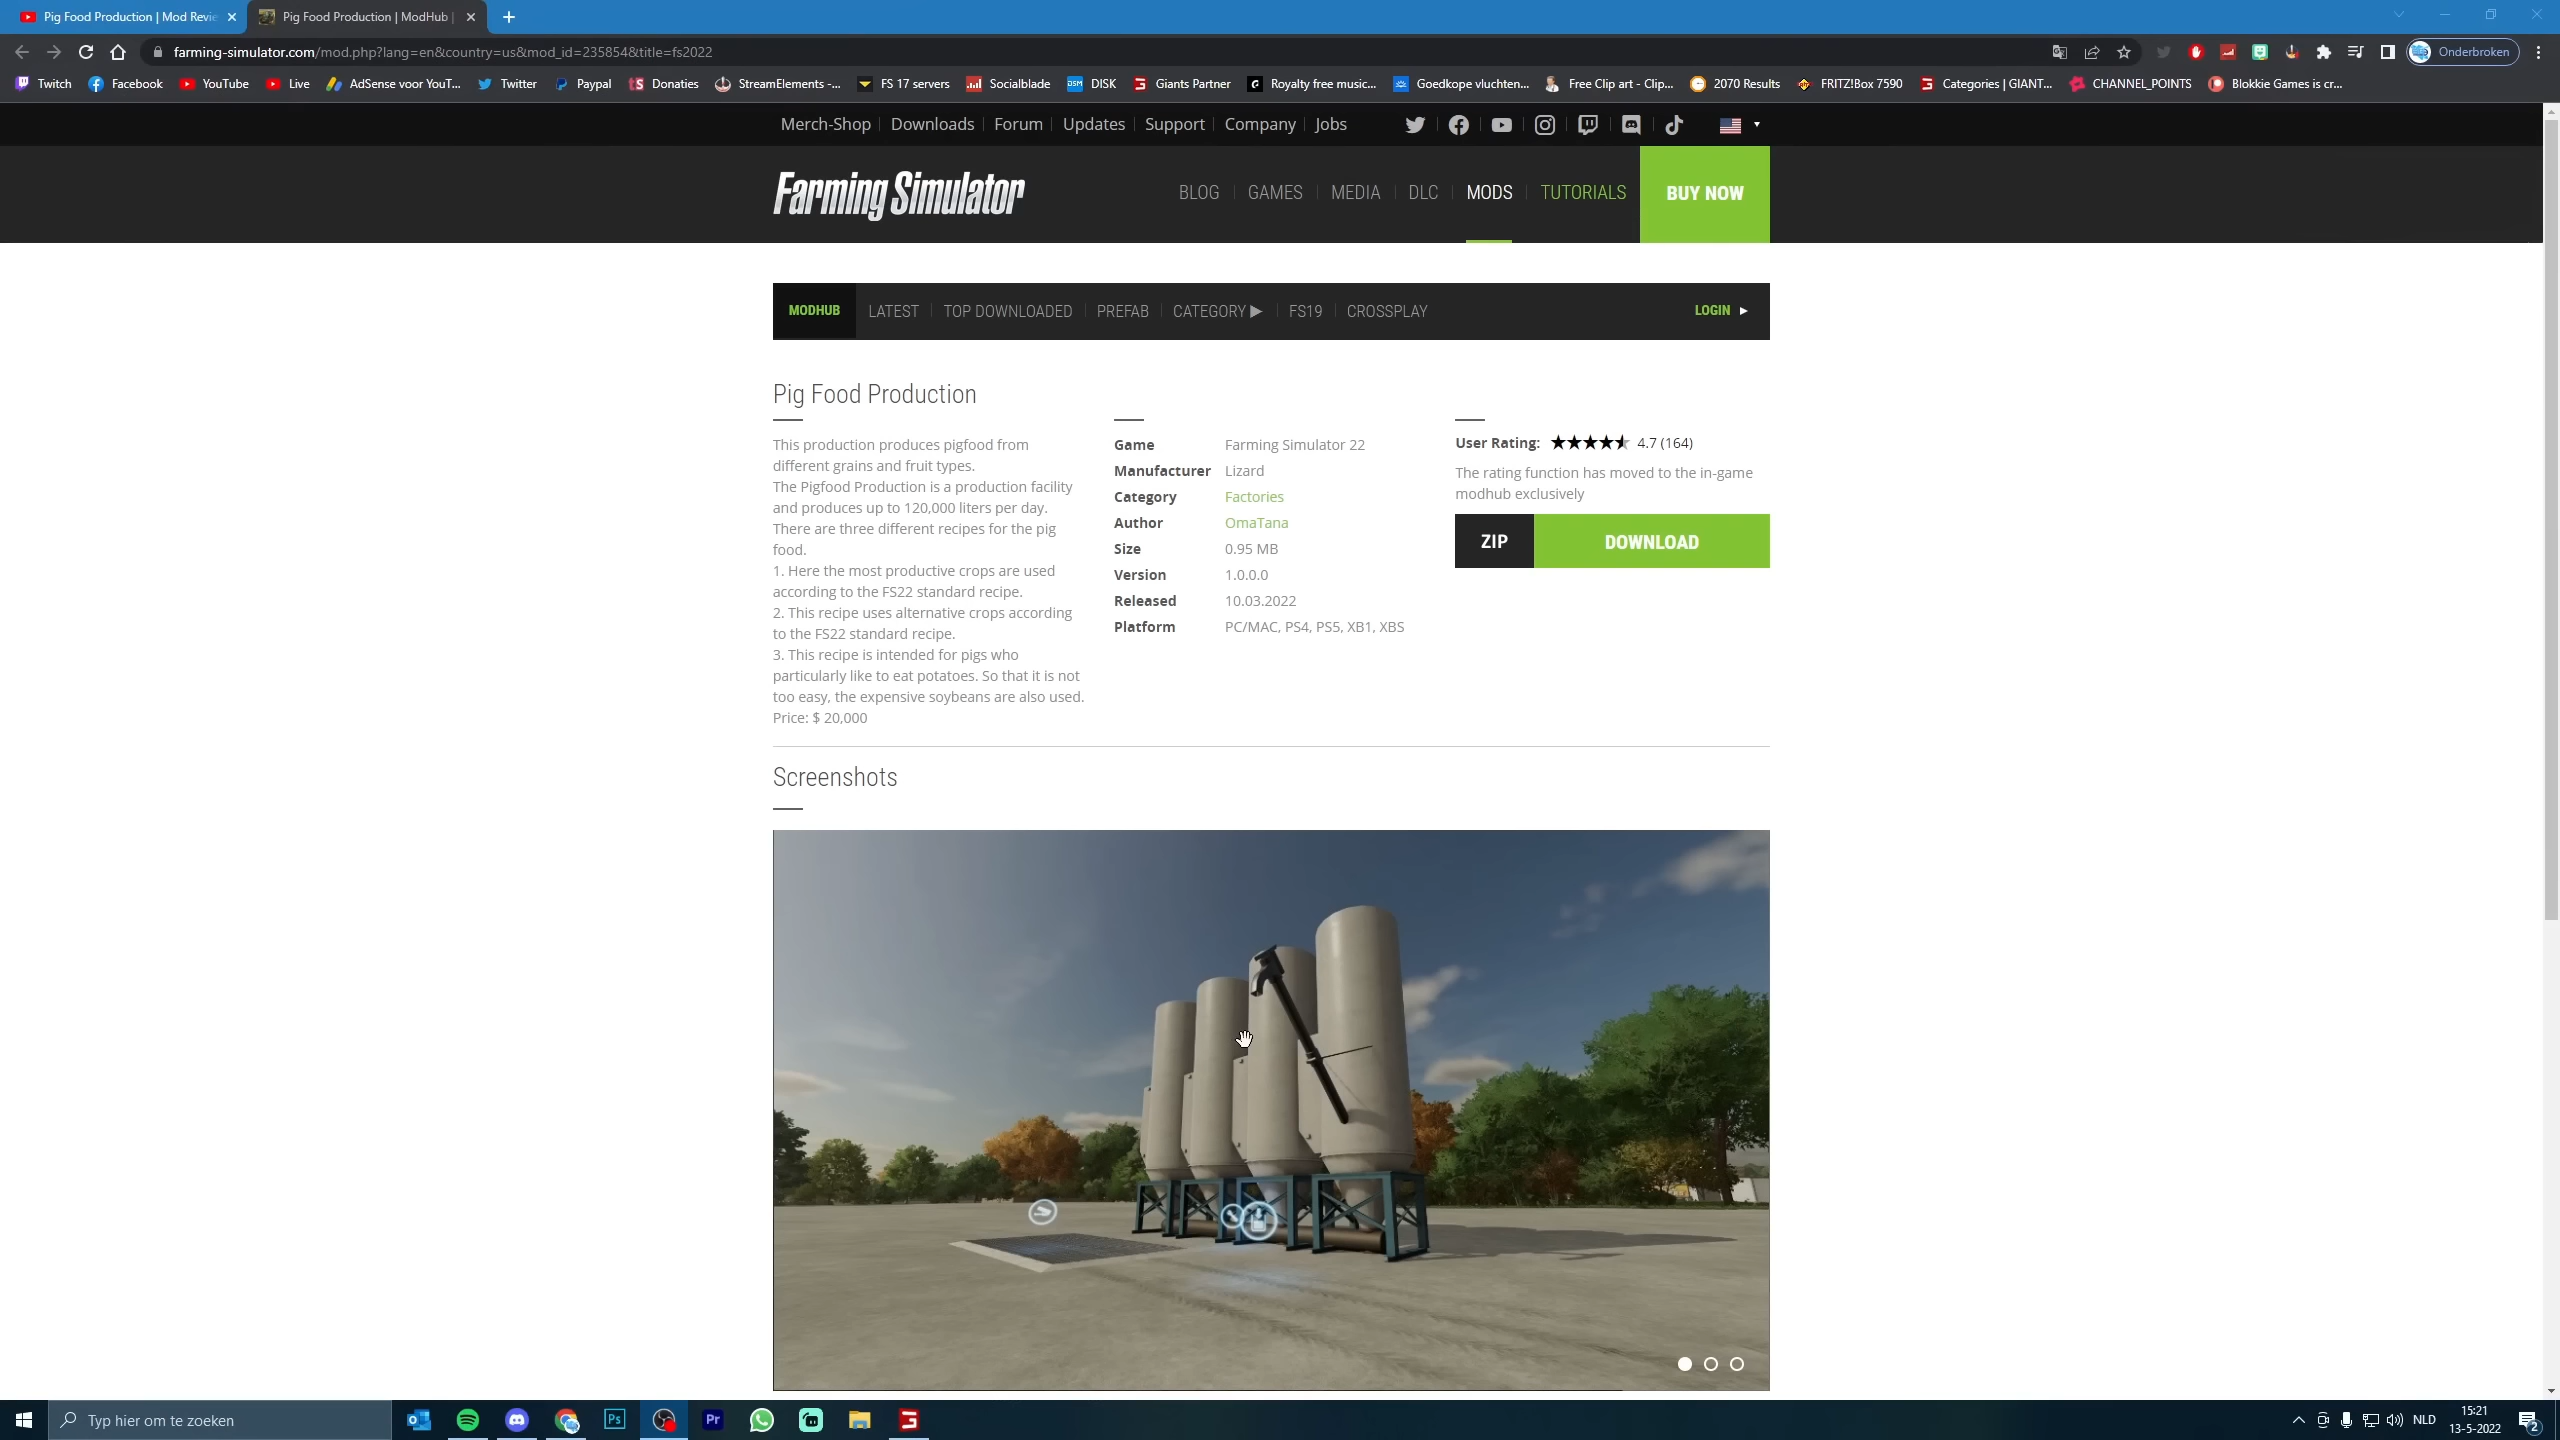 Pig Food Production | Mod Revie
Pig Food Production | ModHub |
farming-simulator.com/mod.php?lang=en&country=us&mod_id=235854&title=fs2022
Onderbroken
Twitch Facebook YouTube Live AdSense voor YouT... Twitter Paypal Donaties StreamElements -... FS 17 servers Socialblade DSM DISK Giants Partner Royalty free music... Goedkope vluchten... Free Clip art - Clip... 2070 Results FRITZ!Box 7590 Categories | GIANT... CHANNEL_POINTS Blokkie Games is cr...
Merch-Shop Downloads Forum Updates Support Company Jobs
Farming Simulator
BLOG GAMES MEDIA DLC MODS TUTORIALS BUY NOW
MODHUB LATEST TOP DOWNLOADED PREFAB CATEGORY FS19 CROSSPLAY LOGIN
Pig Food Production
This production produces pigfood from
different grains and fruit types.
The Pigfood Production is a production facility
and produces up to 120,000 liters per day.
There are three different recipes for the pig
food.
1. Here the most productive crops are used
according to the FS22 standard recipe.
2. This recipe uses alternative crops according
to the FS22 standard recipe.
3. This recipe is intended for pigs who
particularly like to eat potatoes. So that it is not
too easy, the expensive soybeans are also used.
Price: $ 20,000
Game Farming Simulator 22
Manufacturer Lizard
Category Factories
Author OmaTana
Size 0.95 MB
Version 1.0.0.0
Released 10.03.2022
Platform PC/MAC, PS4, PS5, XB1, XBS
User Rating: 4.7 (164)
The rating function has moved to the in-game
modhub exclusively
ZIP DOWNLOAD
Screenshots
Typ hier om te zoeken
Ps
Pr
NLD
15:21
13-5-2022
2